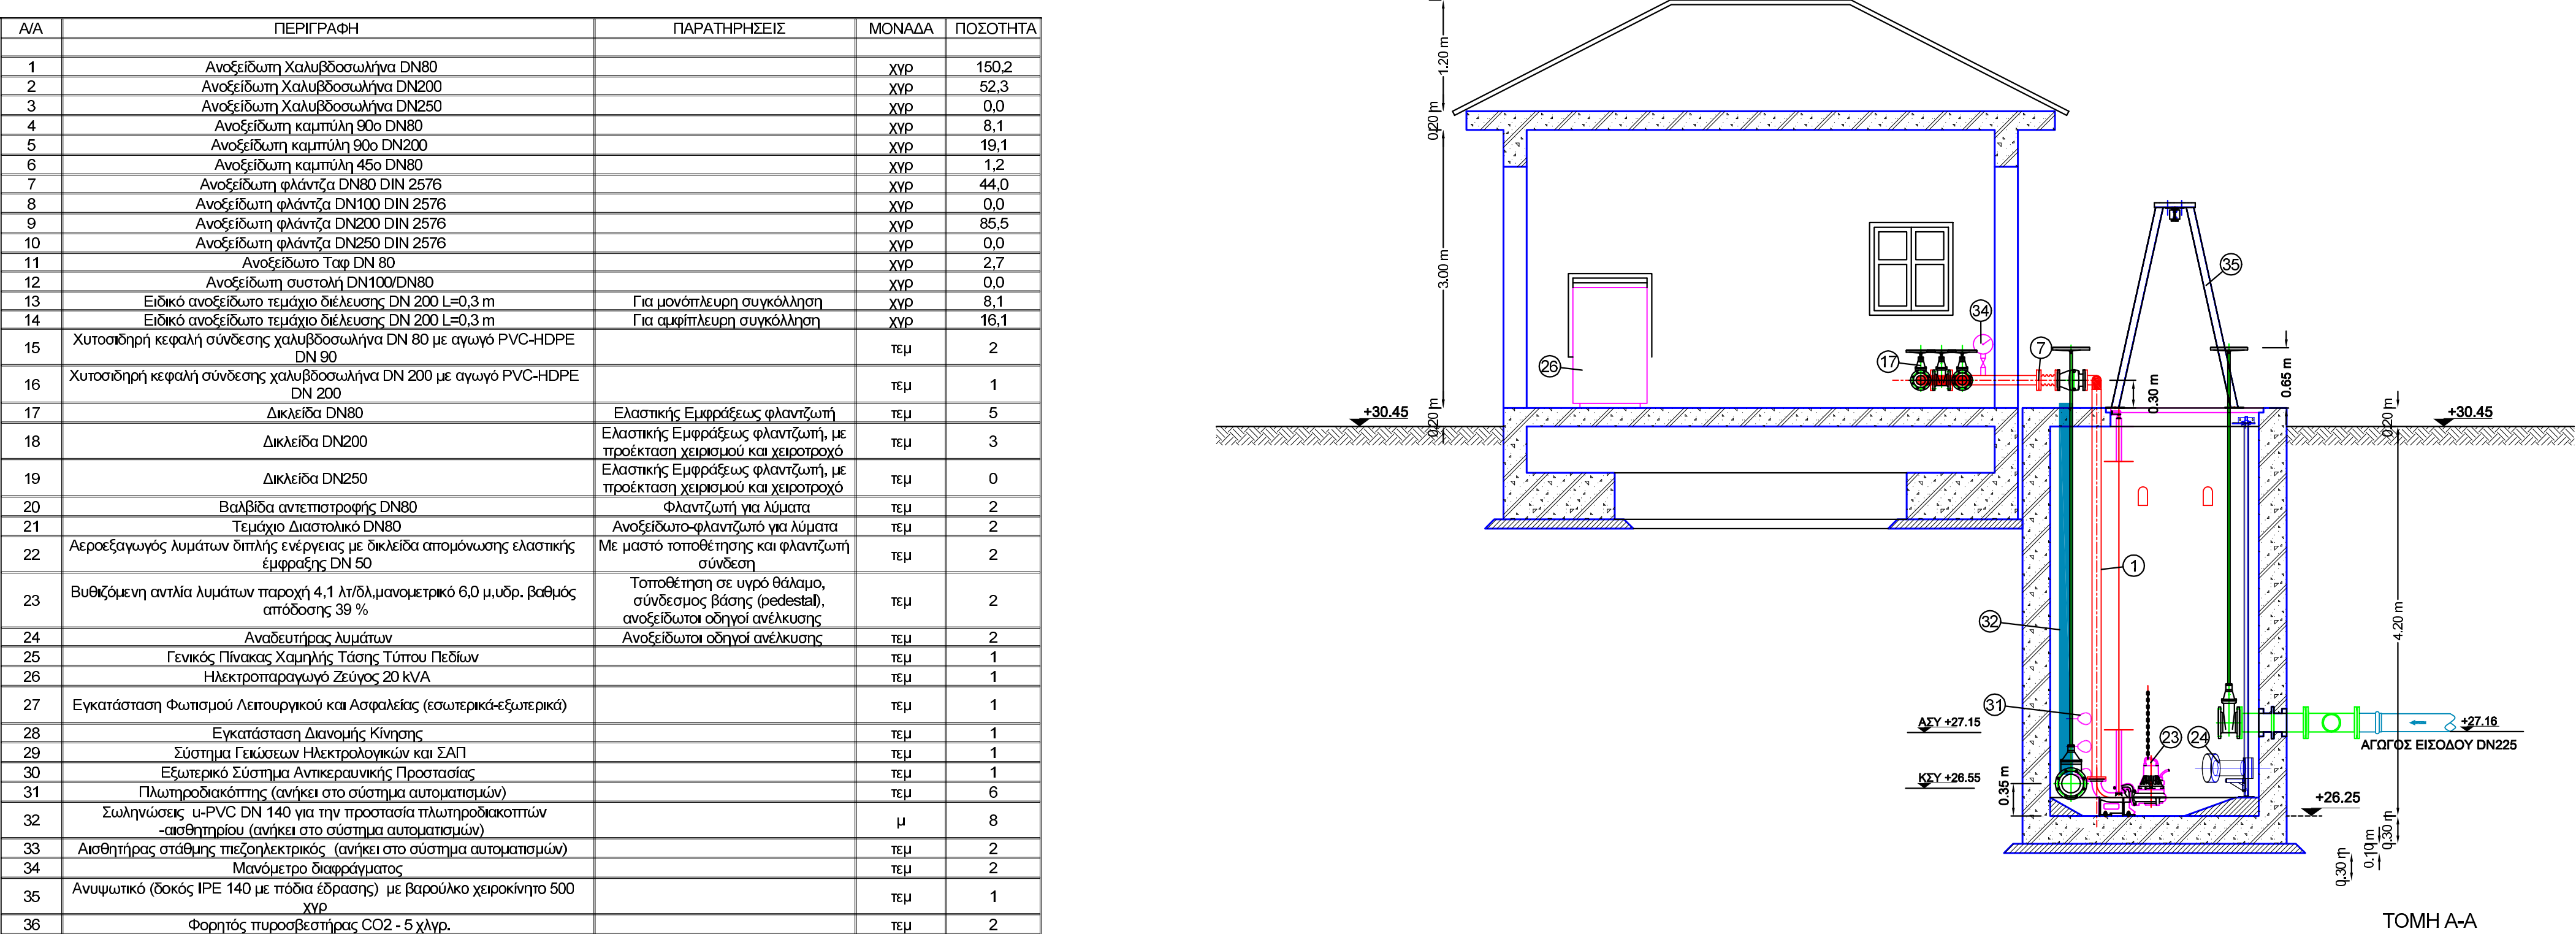 Α/Α ΠΕΡΙΓΡΑΦΗ ΠΑΡΑΤΗΡΗΣΕΙΣ ΜΟΝΑΔΑ ΠΟΣΟΤΗΤΑ
1 Ανοξείδωτη Χαλυβδοσωλήνα DN80 χγρ 150,2
2 Ανοξείδωτη Χαλυβδοσωλήνα DN200 χγρ 52,3
3 Ανοξείδωτη Χαλυβδοσωλήνα DN250 χγρ 0,0
4 Ανοξείδωτη καμπύλη 90ο DN80 χγρ 8,1
5 Ανοξείδωτη καμπύλη 90ο DN200 χγρ 19,1
6 Ανοξείδωτη καμπύλη 45ο DN80 χγρ 1,2
7 Ανοξείδωτη φλάντζα DN80 DIN 2576 χγρ 44,0
8 Ανοξείδωτη φλάντζα DN100 DIN 2576 χγρ 0,0
9 Ανοξείδωτη φλάντζα DN200 DIN 2576 χγρ 85,5
10 Ανοξείδωτη φλάντζα DN250 DIN 2576 χγρ 0,0
11 Ανοξείδωτο Ταφ DN 80 χγρ 2,7
12 Ανοξείδωτη συστολή DN100/DN80 χγρ 0,0
13 Ειδικό ανοξείδωτο τεμάχιο διέλευσης DN 200 L=0,3 m Για μονόπλευρη συγκόλληση χγρ 8,1
14 Ειδικό ανοξείδωτο τεμάχιο διέλευσης DN 200 L=0,3 m Για αμφίπλευρη συγκόλληση χγρ 16,1
15 Χυτοσιδηρή κεφαλή σύνδεσης χαλυβδοσωλήνα DN 80 με αγωγό PVC-HDPE
DN 90 τεμ 2
16 Χυτοσιδηρή κεφαλή σύνδεσης χαλυβδοσωλήνα DN 200 με αγωγό PVC-HDPE
DN 200 τεμ 1
17 Δικλείδα DN80 Ελαστικής Εμφράξεως φλαντζωτή τεμ 5
18 Δικλείδα DN200 Ελαστικής Εμφράξεως φλαντζωτή, με
προέκταση χειρισμού και χειροτροχό τεμ 3
19 Δικλείδα DN250 Ελαστικής Εμφράξεως φλαντζωτή, με
προέκταση χειρισμού και χειροτροχό τεμ 0
20 Βαλβίδα αντεπιστροφής DN80 Φλαντζωτή για λύματα τεμ 2
21 Τεμάχιο Διαστολικό DN80 Ανοξείδωτο-φλαντζωτό για λύματα τεμ 2
22 Αεροεξαγωγός λυμάτων διπλής ενέργειας με δικλείδα απομόνωσης ελαστικής
έμφραξης DN 50 Με μαστό τοποθέτησης και φλαντζωτή
σύνδεση τεμ 2
23 Βυθιζόμενη αντλία λυμάτων παροχή 4,1 λτ/δλ,μανομετρικό 6,0 μ,υδρ. βαθμός
απόδοσης 39 % Τοποθέτηση σε υγρό θάλαμο,
σύνδεσμος βάσης (pedestal),
ανοξείδωτοι οδηγοί ανέλκυσης τεμ 2
24 Αναδευτήρας λυμάτων Ανοξείδωτοι οδηγοί ανέλκυσης τεμ 2
25 Γενικός Πίνακας Χαμηλής Τάσης Τύπου Πεδίων τεμ 1
26 Ηλεκτροπαραγωγό Ζεύγος 20 kVA τεμ 1
27 Εγκατάσταση Φωτισμού Λειτουργικού και Ασφαλείας (εσωτερικά-εξωτερικά) τεμ 1
28 Εγκατάσταση Διανομής Κίνησης τεμ 1
29 Σύστημα Γειώσεων Ηλεκτρολογικών και ΣΑΠ τεμ 1
30 Εξωτερικό Σύστημα Αντικεραυνικής Προστασίας τεμ 1
31 Πλωτηροδιακόπτης (ανήκει στο σύστημα αυτοματισμών) τεμ 6
32 Σωληνώσεις u-PVC DN 140 για την προστασία πλωτηροδιακοπτών
-αισθητηρίου (ανήκει στο σύστημα αυτοματισμών) μ 8
33 Αισθητήρας στάθμης πιεζοηλεκτρικός (ανήκει στο σύστημα αυτοματισμών) τεμ 2
34 Μανόμετρο διαφράγματος τεμ 2
35 Ανυψωτικό (δοκός IPE 140 με πόδια έδρασης) με βαρούλκο χειροκίνητο 500
χγρ τεμ 1
36 Φορητός πυροσβεστήρας CO2 - 5 χλγρ. τεμ 2
1.20 m
0.20 m
3.00 m
0.20 m
+30.45
26
17
34
7
35
0.30 m
0.65 m
0.20 m
+30.45
1
32
4.20 m
31
ΑΣΥ +27.15
23
24
+27.16
ΑΓΩΓΟΣ ΕΙΣΟΔΟΥ DN225
ΚΣΥ +26.55
0.35 m
+26.25
0.30 m
0.10 m
0.30 m
ΤΟΜΗ Α-Α